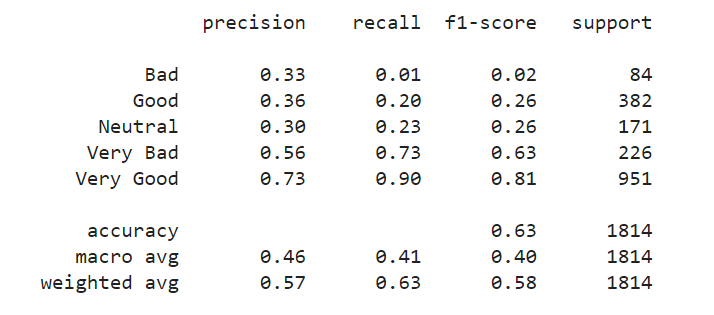 precision recall f1-score support
Bad 0.33 0.01 0.02 84
Good 0.36 0.20 0.26 382
Neutral 0.30 0.23 0.26 171
Very Bad 0.56 0.73 0.63 226
Very Good 0.73 0.90 0.81 951
accuracy 0.63 1814
macro avg 0.46 0.41 0.40 1814
weighted avg 0.57 0.63 0.58 1814